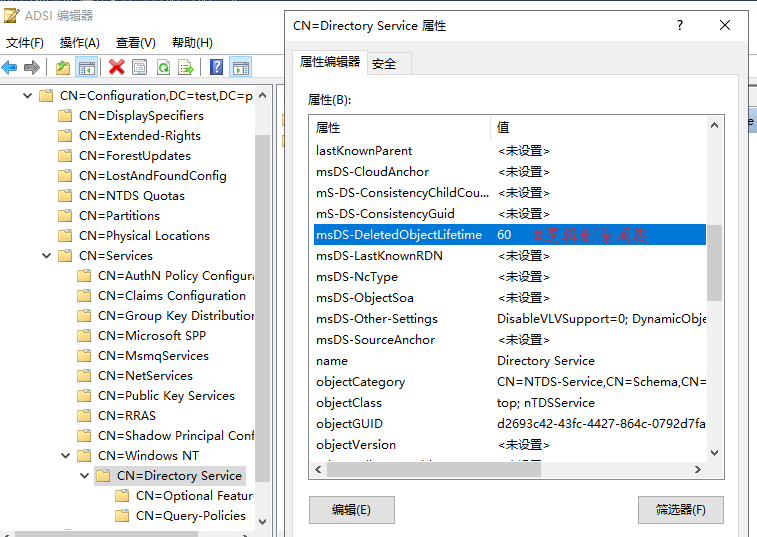 ADSI 编辑器
文件(F) 操作(A) 查看(V) 帮助(H)
CN=Configuration,DC=test,DC=p
CN=DisplaySpecifiers
CN=Extended-Rights
CN=ForestUpdates
CN=LostAndFoundConfig
CN=NTDS Quotas
CN=Partitions
CN=Physical Locations
CN=Services
CN=AuthN Policy Configura
CN=Claims Configuration
CN=Group Key Distribution
CN=Microsoft SPP
CN=MsmqServices
CN=NetServices
CN=Public Key Services
CN=RRAS
CN=Shadow Principal Conf
CN=Windows NT
CN=Directory Service
CN=Optional Featur
CN=Query-Policies
CN=Directory Service 属性
属性编辑器 安全
属性(B):
属性 值
lastKnownParent <未设置>
msDS-CloudAnchor <未设置>
mS-DS-ConsistencyChildCou... <未设置>
mS-DS-ConsistencyGuid <未设置>
msDS-DeletedObjectLifetime 60 #逻辑删除周期
msDS-LastKnownRDN <未设置>
msDS-NcType <未设置>
msDS-ObjectSoa <未设置>
msDS-Other-Settings DisableVLVSupport=0; DynamicObje
msDS-SourceAnchor <未设置>
name Directory Service
objectCategory CN=NTDS-Service,CN=Schema,CN=
objectClass top; nTDSService
objectGUID d2693c42-43fc-4427-864c-0792d7fa
objectVersion <未设置>
编辑(E) 筛选器(F)